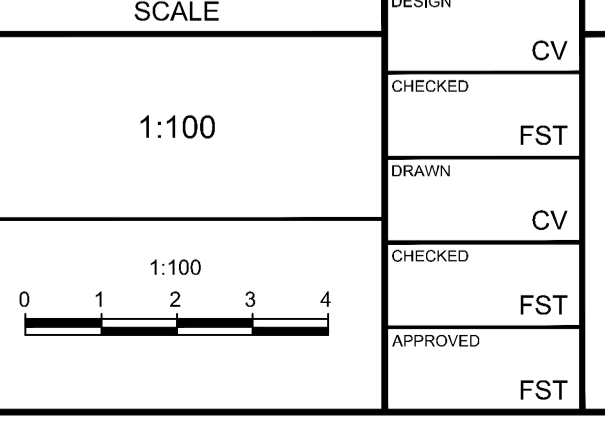 SCALE
1:100
1:100
0 1 2 3 4
DESIGN
CV
CHECKED
FST
DRAWN
CV
CHECKED
FST
APPROVED
FST